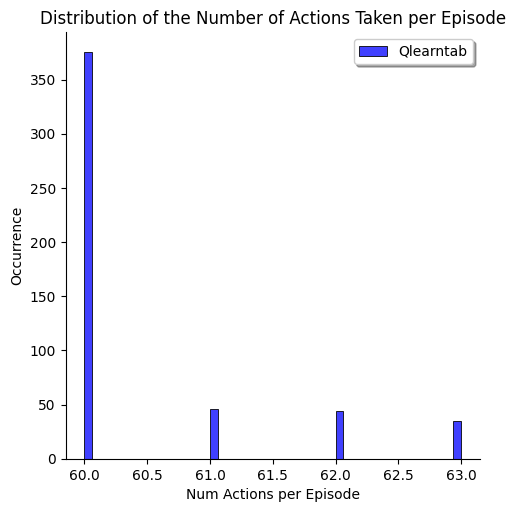 Distribution of the Number of Actions Taken per Episode
Qlearntab
350
300
250
200
150
100
50
0
Occurrence
60.0 60.5 61.0 61.5 62.0 62.5 63.0
Num Actions per Episode